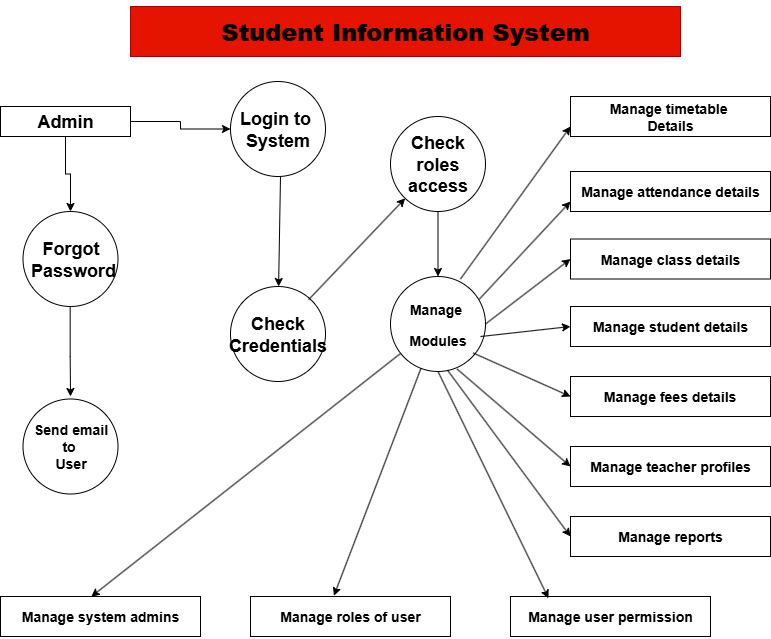 Student Information System
Admin
Login to
System
Check
roles
access
Manage timetable
Details
Manage attendance details
Forgot
Password
Manage class details
Check
Credentials
Manage
Modules
Manage student details
Manage fees details
Send email
to
User
Manage teacher profiles
Manage reports
Manage system admins
Manage roles of user
Manage user permission